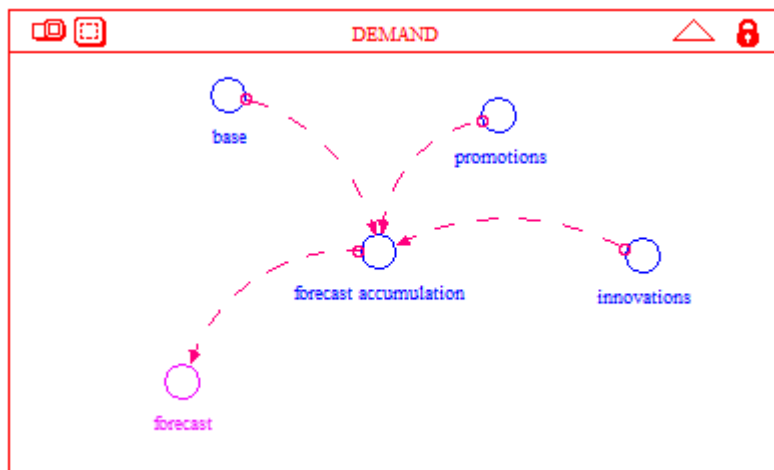 DEMAND
base
promotions
forecast accumulation
innovations
forecast